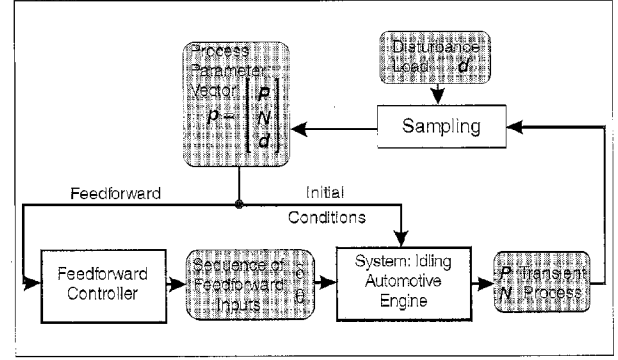 Process
Parameter
Vector
p = [P N d]
Disturbance
Load d
Sampling
Feedforward
Initial
Conditions
Feedforward
Controller
Sequence of
Feedforward
Inputs
System: Idling
Automotive
Engine
P Transient
N Process